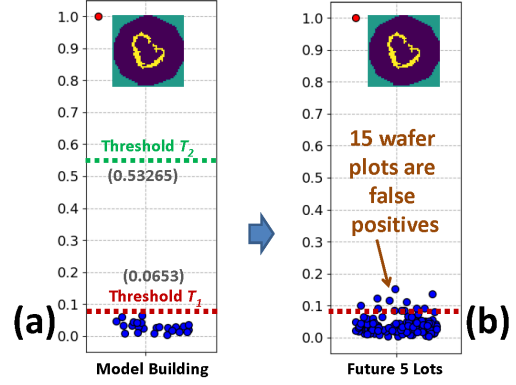 1.0
0.9
0.8
0.7
0.6
0.5
0.4
0.3
0.2
0.1
0.0
Threshold T2
(0.53265)
(0.0653)
Threshold T1
(a)
Model Building
1.0
0.9
0.8
0.7
0.6
0.5
0.4
0.3
0.2
0.1
0.0
15 wafer
plots are
false
positives
(b)
Future 5 Lots